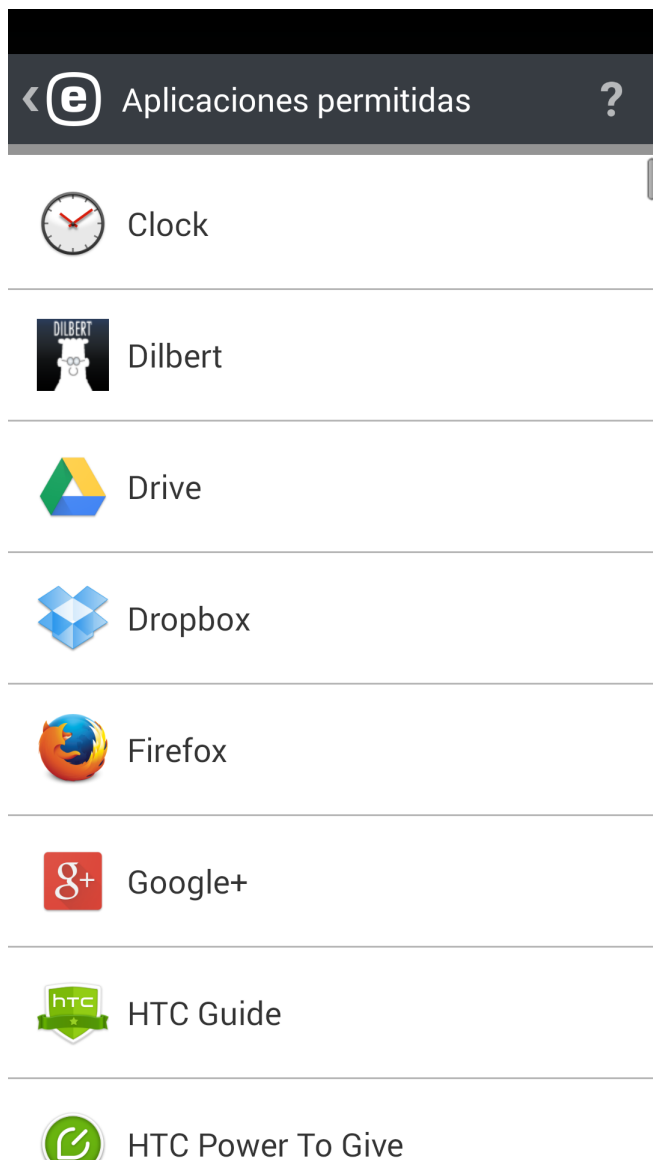 e Aplicaciones permitidas ?
Clock
DILBERT
Dilbert
Drive
Dropbox
Firefox
g+
Google+
hTC
HTC Guide
HTC Power To Give